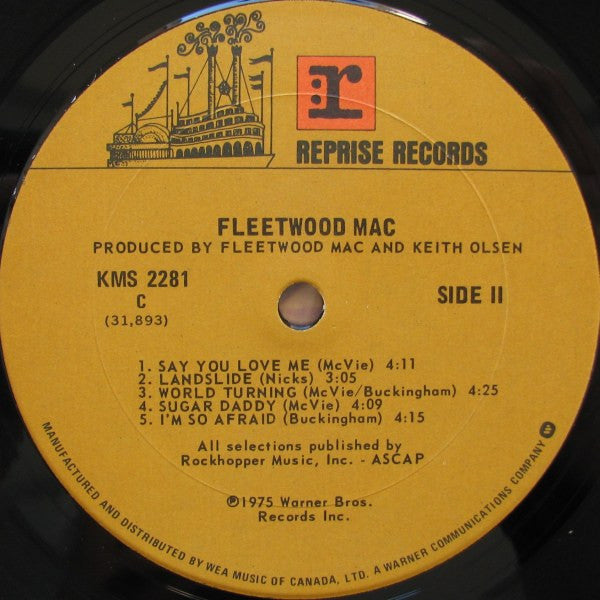 r
REPRISE RECORDS
FLEETWOOD MAC
PRODUCED BY FLEETWOOD MAC AND KEITH OLSEN
KMS 2281
C
(31,893)
SIDE II
1. SAY YOU LOVE ME (McVie) 4:11
2. LANDSLIDE (Nicks) 3:05
3. WORLD TURNING (McVie/Buckingham) 4:25
4. SUGAR DADDY (McVie) 4:09
5. I'M SO AFRAID (Buckingham) 4:15
All selections published by
Rockhopper Music, Inc. - ASCAP
℗1975 Warner Bros.
Records Inc.
MANUFACTURED AND DISTRIBUTED BY WEA MUSIC OF CANADA, LTD. A WARNER COMMUNICATIONS COMPANY